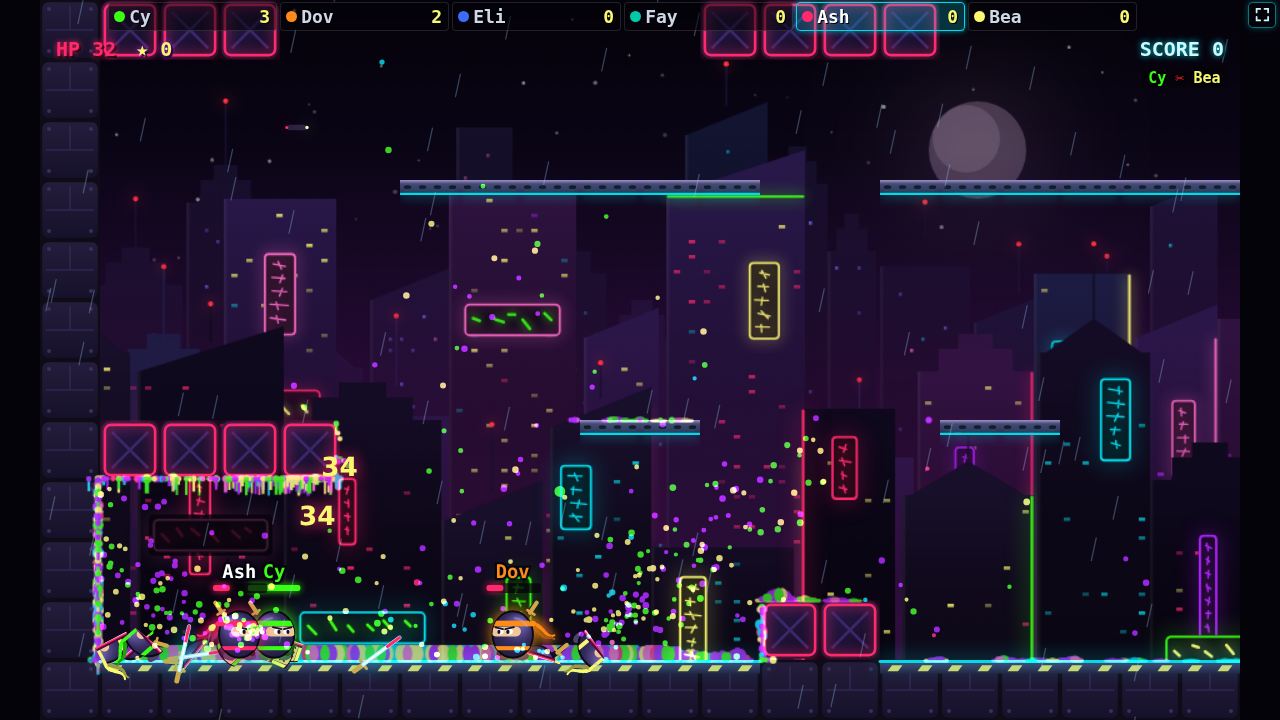 Cy 3 Dov 2 Eli 0 Fay 0 Ash 0 Bea 0
HP 32 ★ 0 SCORE 0
Cy ✂ Bea
34
34
Ash Cy Dov